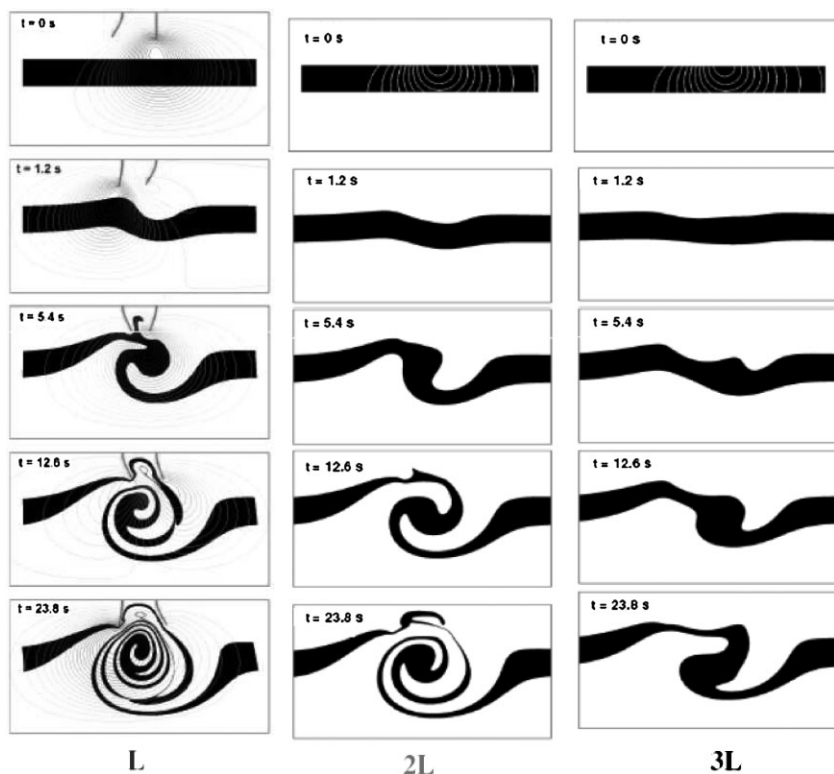 t = 0 s
t = 0 s
t = 0 s
t = 1.2 s
t = 1.2 s
t = 1.2 s
t = 5.4 s
t = 5.4 s
t = 5.4 s
t = 12.6 s
t = 12.6 s
t = 12.6 s
t = 23.8 s
t = 23.8 s
t = 23.8 s
L
2L
3L